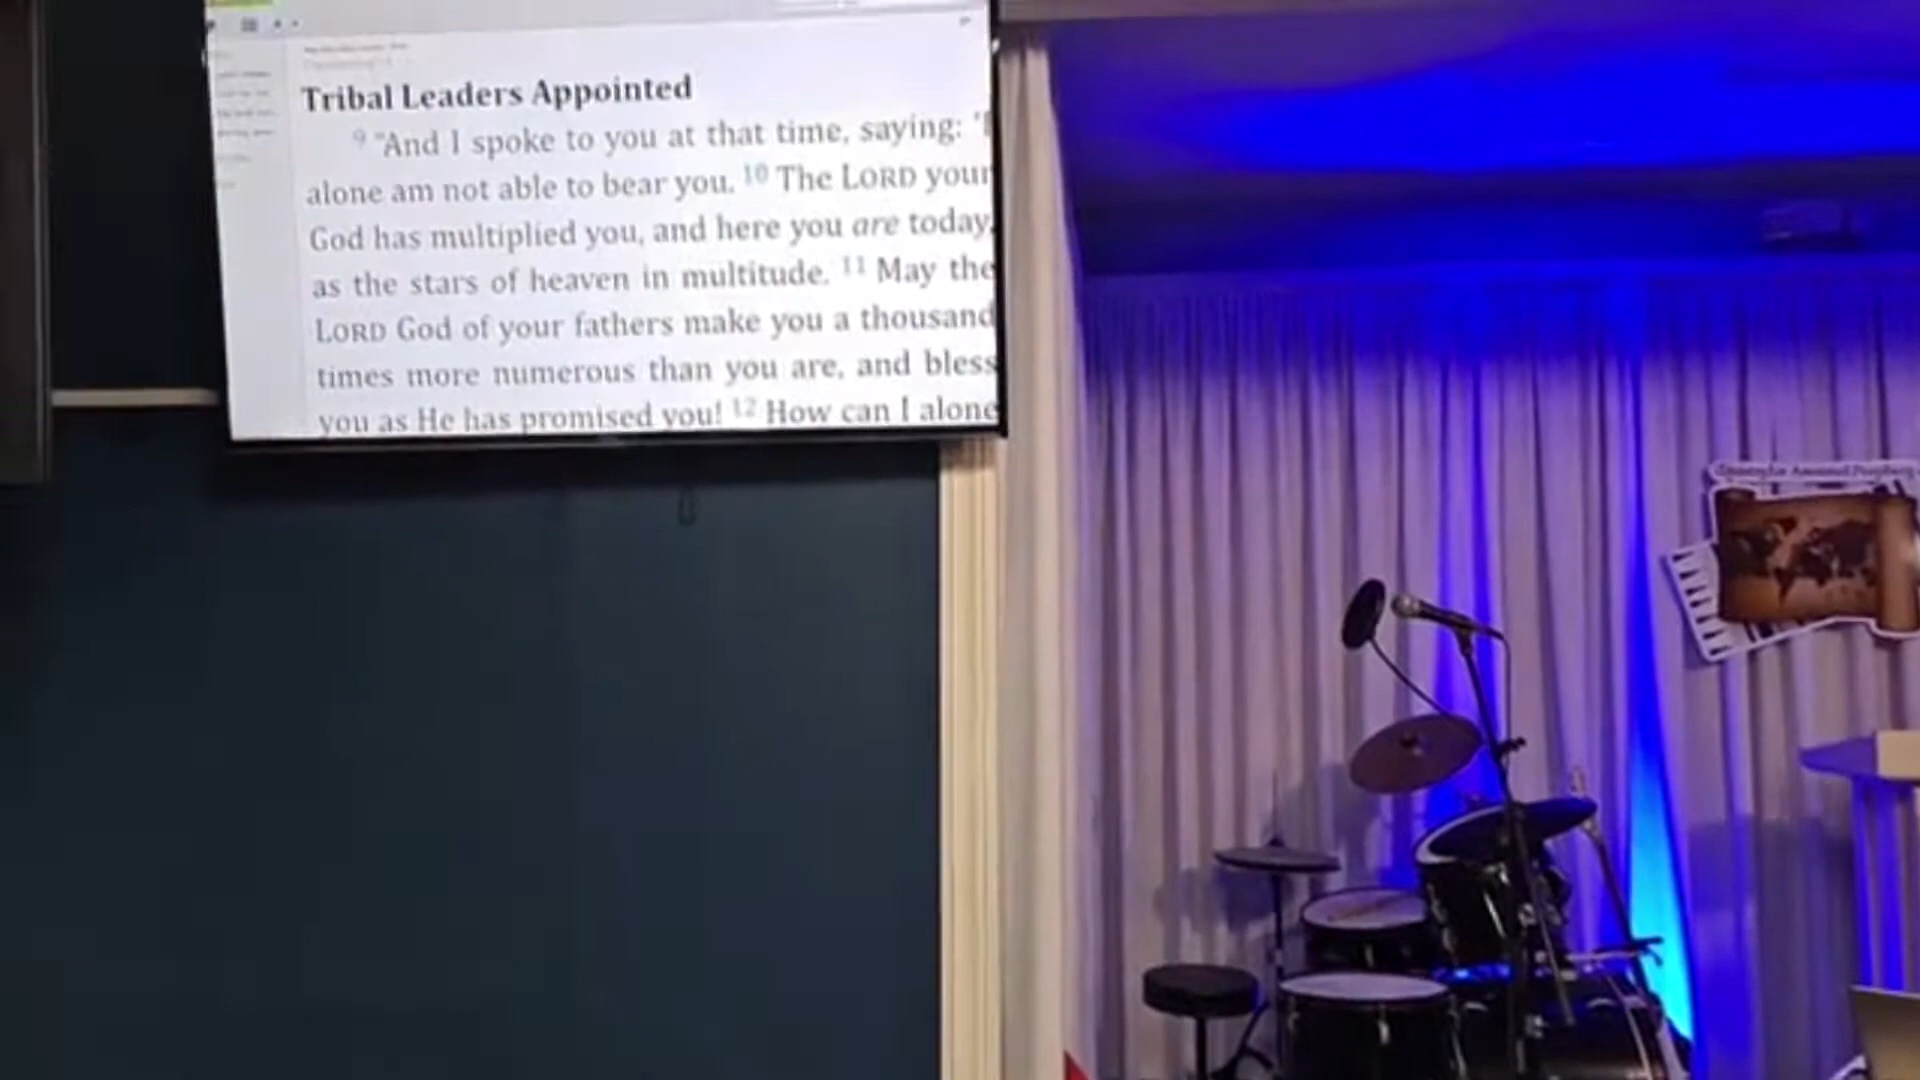 Tribal Leaders Appointed
9 "And I spoke to you at that time, saying: 'I
alone am not able to bear you. 10 The LORD your
God has multiplied you, and here you are today,
as the stars of heaven in multitude. 11 May the
LORD God of your fathers make you a thousand
times more numerous than you are, and bless
you as He has promised you! 12 How can I alone